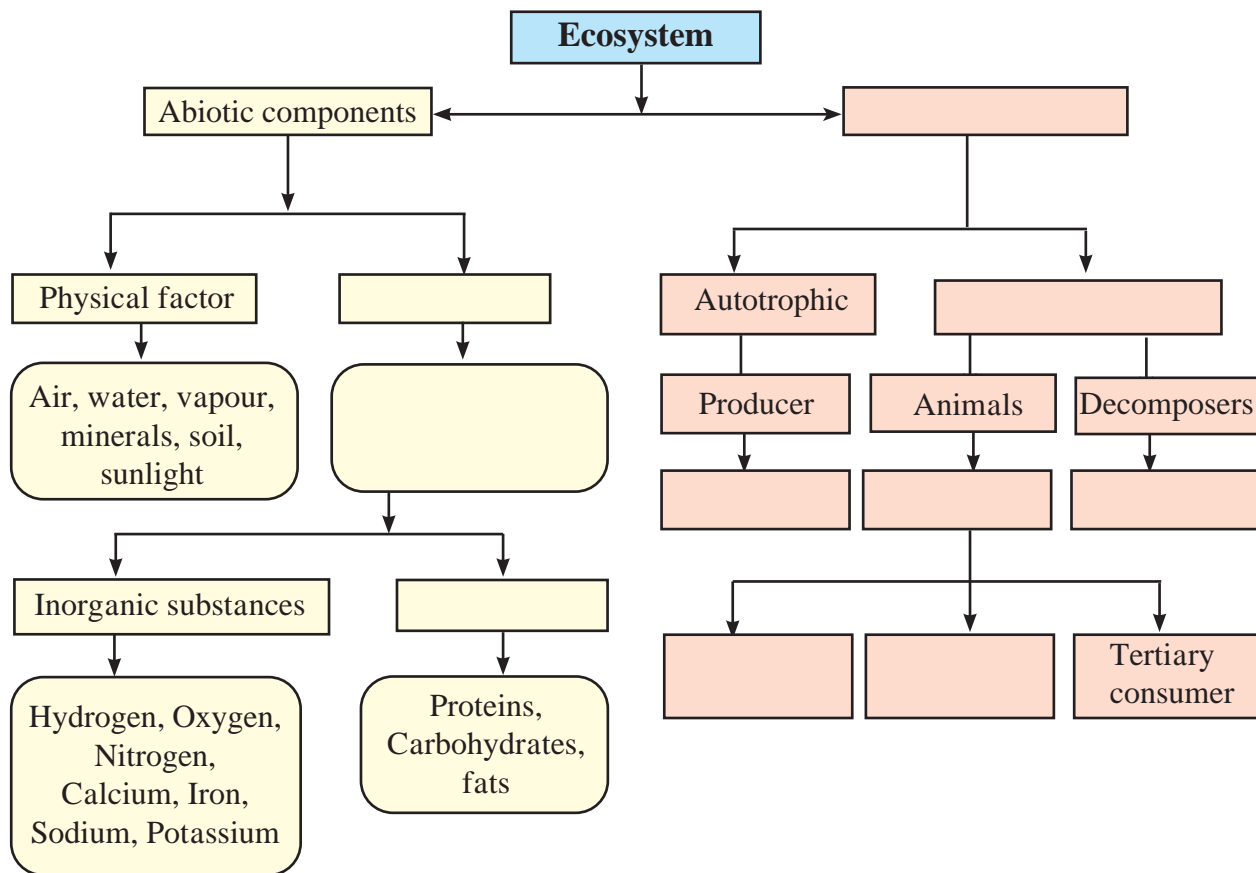 Ecosystem
Abiotic components
Physical factor
Air, water, vapour,
minerals, soil,
sunlight
Inorganic substances
Hydrogen, Oxygen,
Nitrogen,
Calcium, Iron,
Sodium, Potassium
Proteins,
Carbohydrates,
fats
Autotrophic
Producer
Animals
Decomposers
Tertiary
consumer